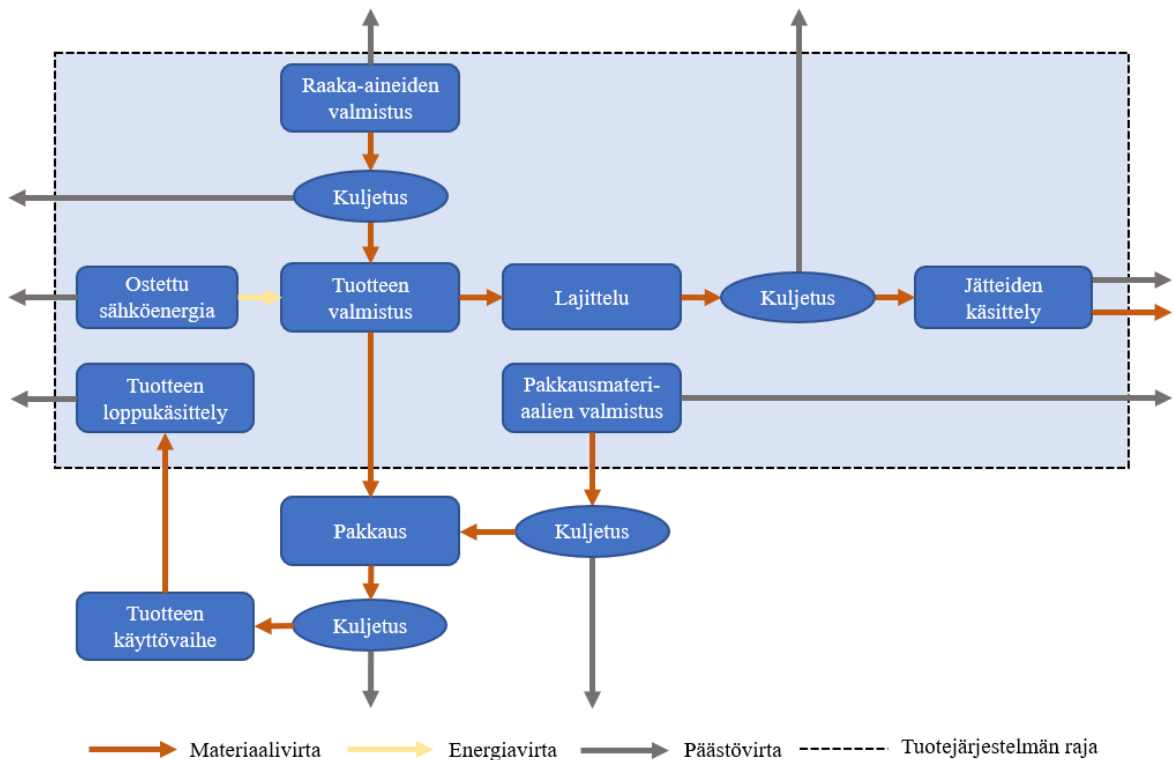 Raaka-aineiden
valmistus
Kuljetus
Ostettu
sähköenergia
Tuotteen
valmistus
Lajittelu
Kuljetus
Jätteiden
käsittely
Tuotteen
loppukäsittely
Pakkausmateri-
aalien valmistus
Pakkaus
Kuljetus
Tuotteen
käyttövaihe
Kuljetus
Materiaalivirta
Energiavirta
Päästövirta
Tuotejärjestelmän raja